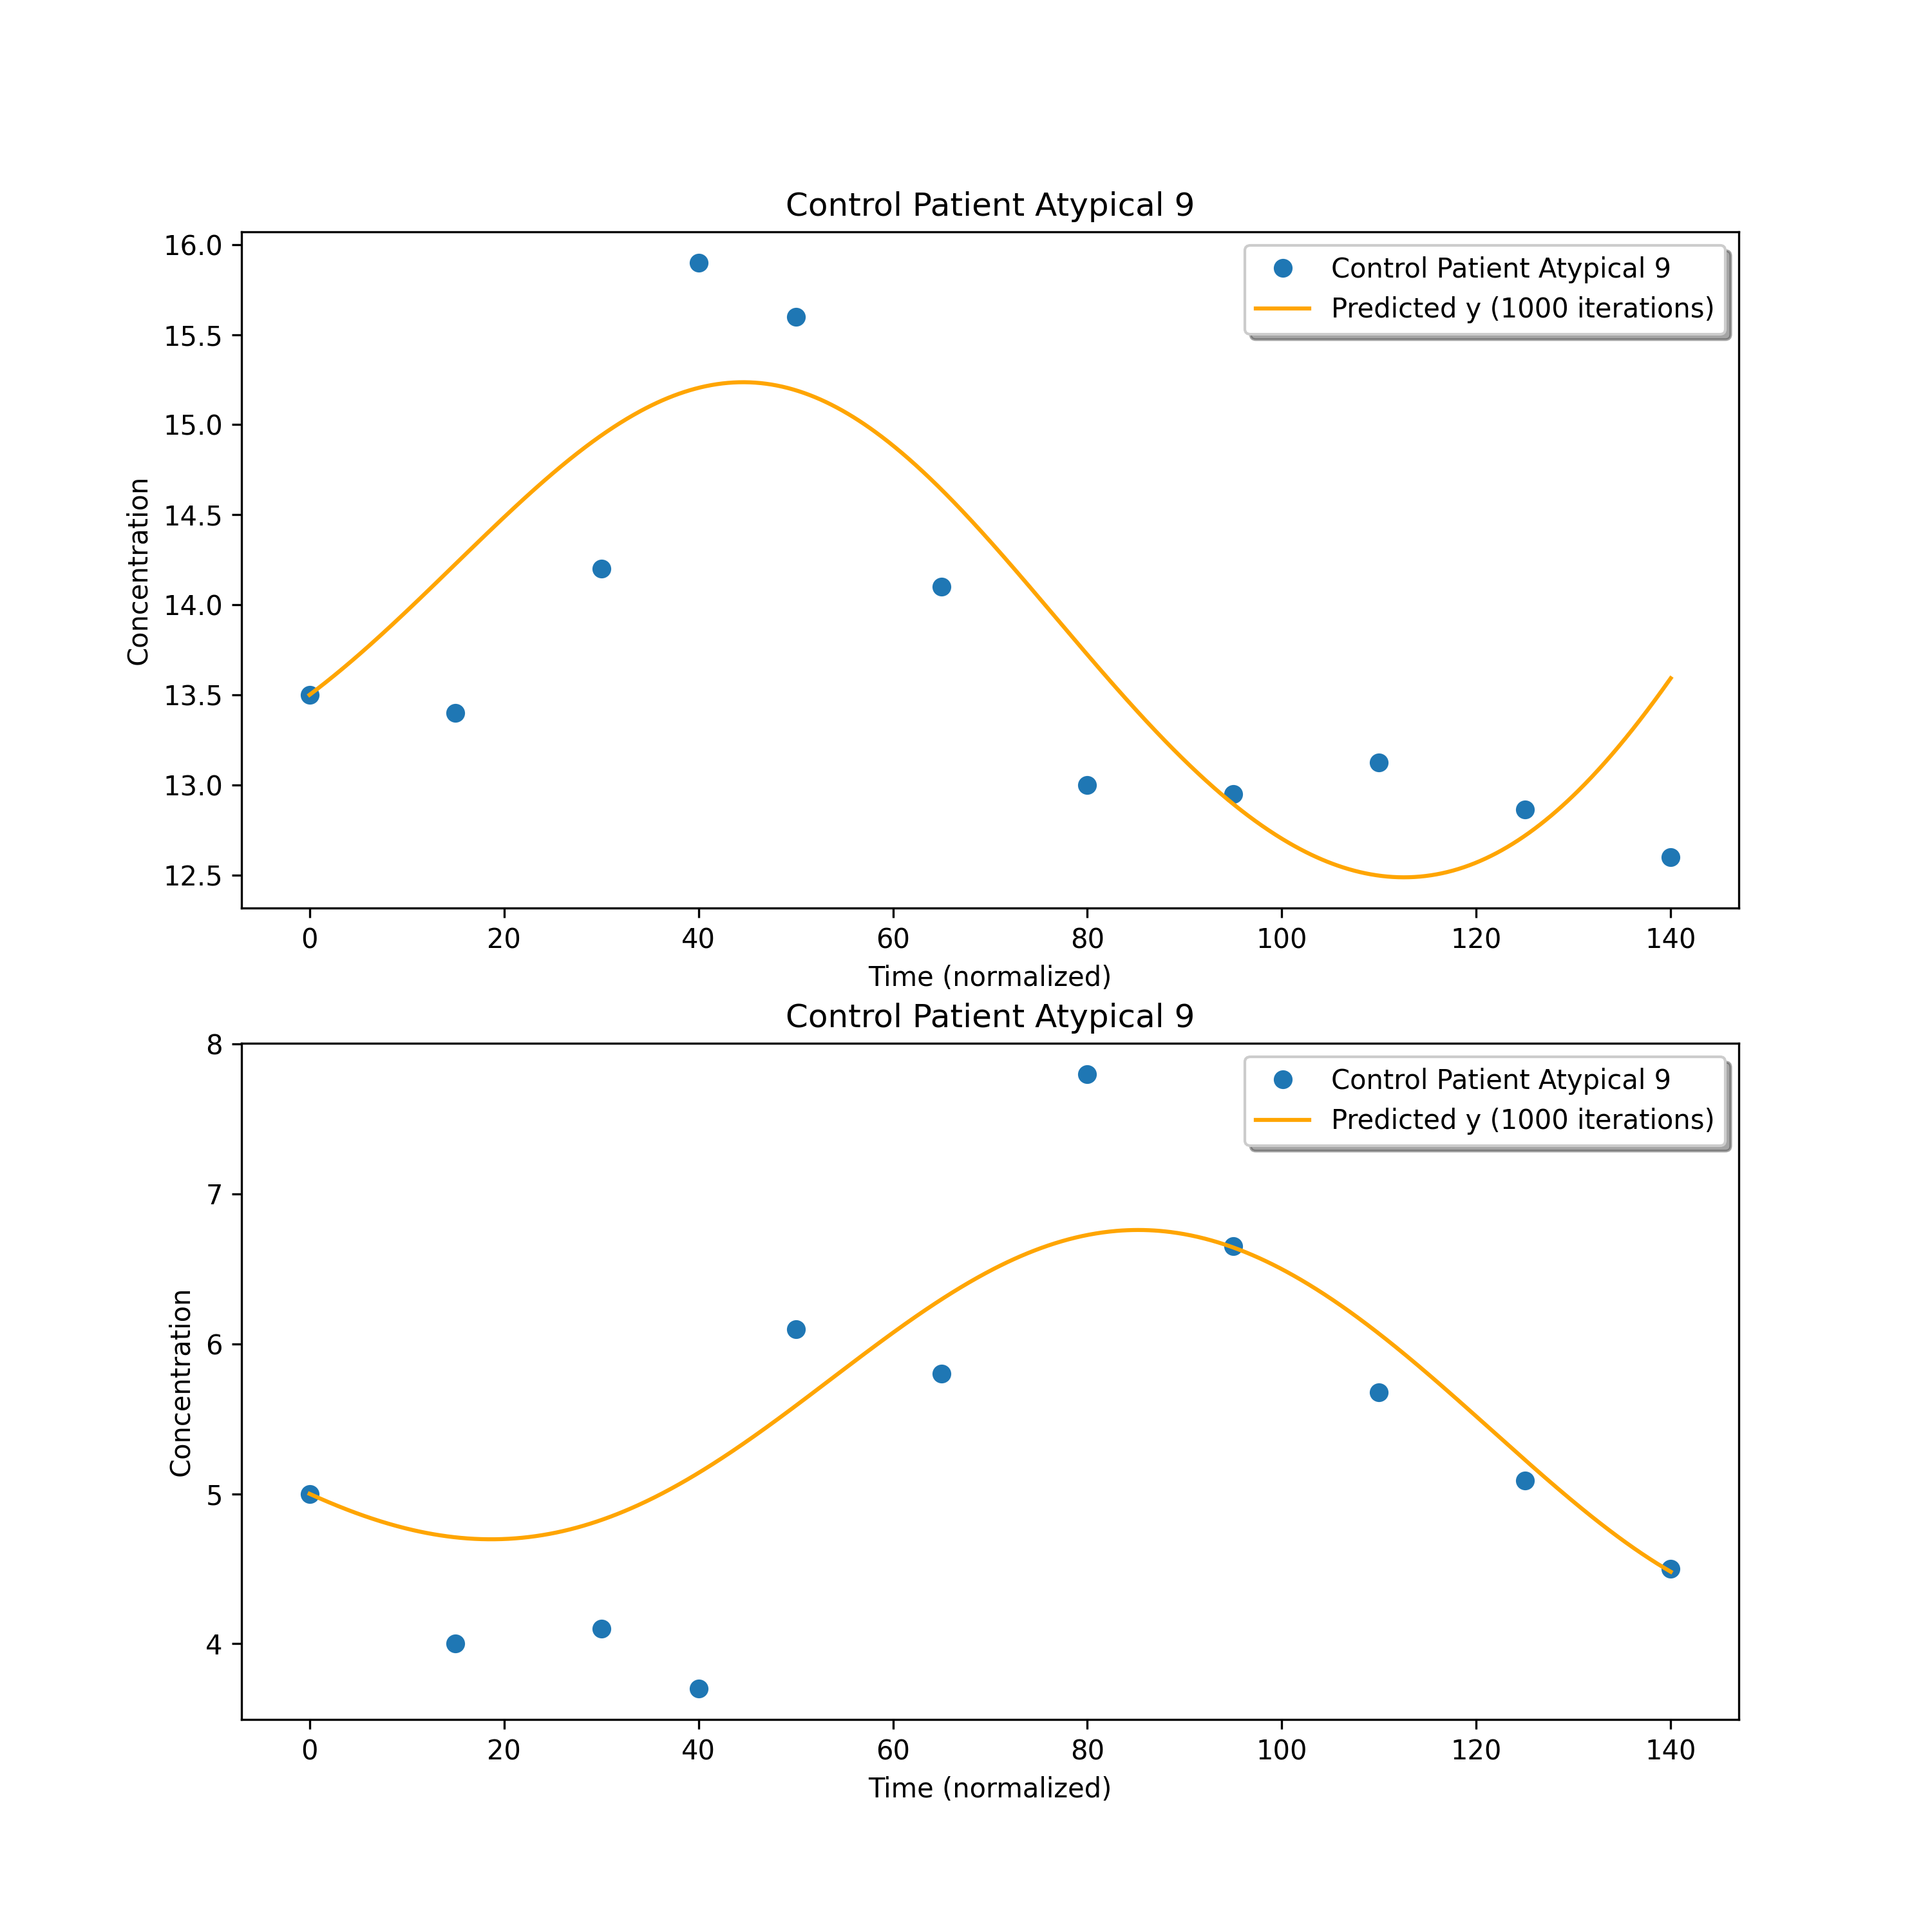 Control Patient Atypical 9
16.0
15.5
15.0
14.5
14.0
13.5
13.0
12.5
Concentration
Control Patient Atypical 9
Predicted y (1000 iterations)
0 20 40 60 80 100 120 140
Time (normalized)
Control Patient Atypical 9
8
7
6
5
4
Concentration
Control Patient Atypical 9
Predicted y (1000 iterations)
0 20 40 60 80 100 120 140
Time (normalized)